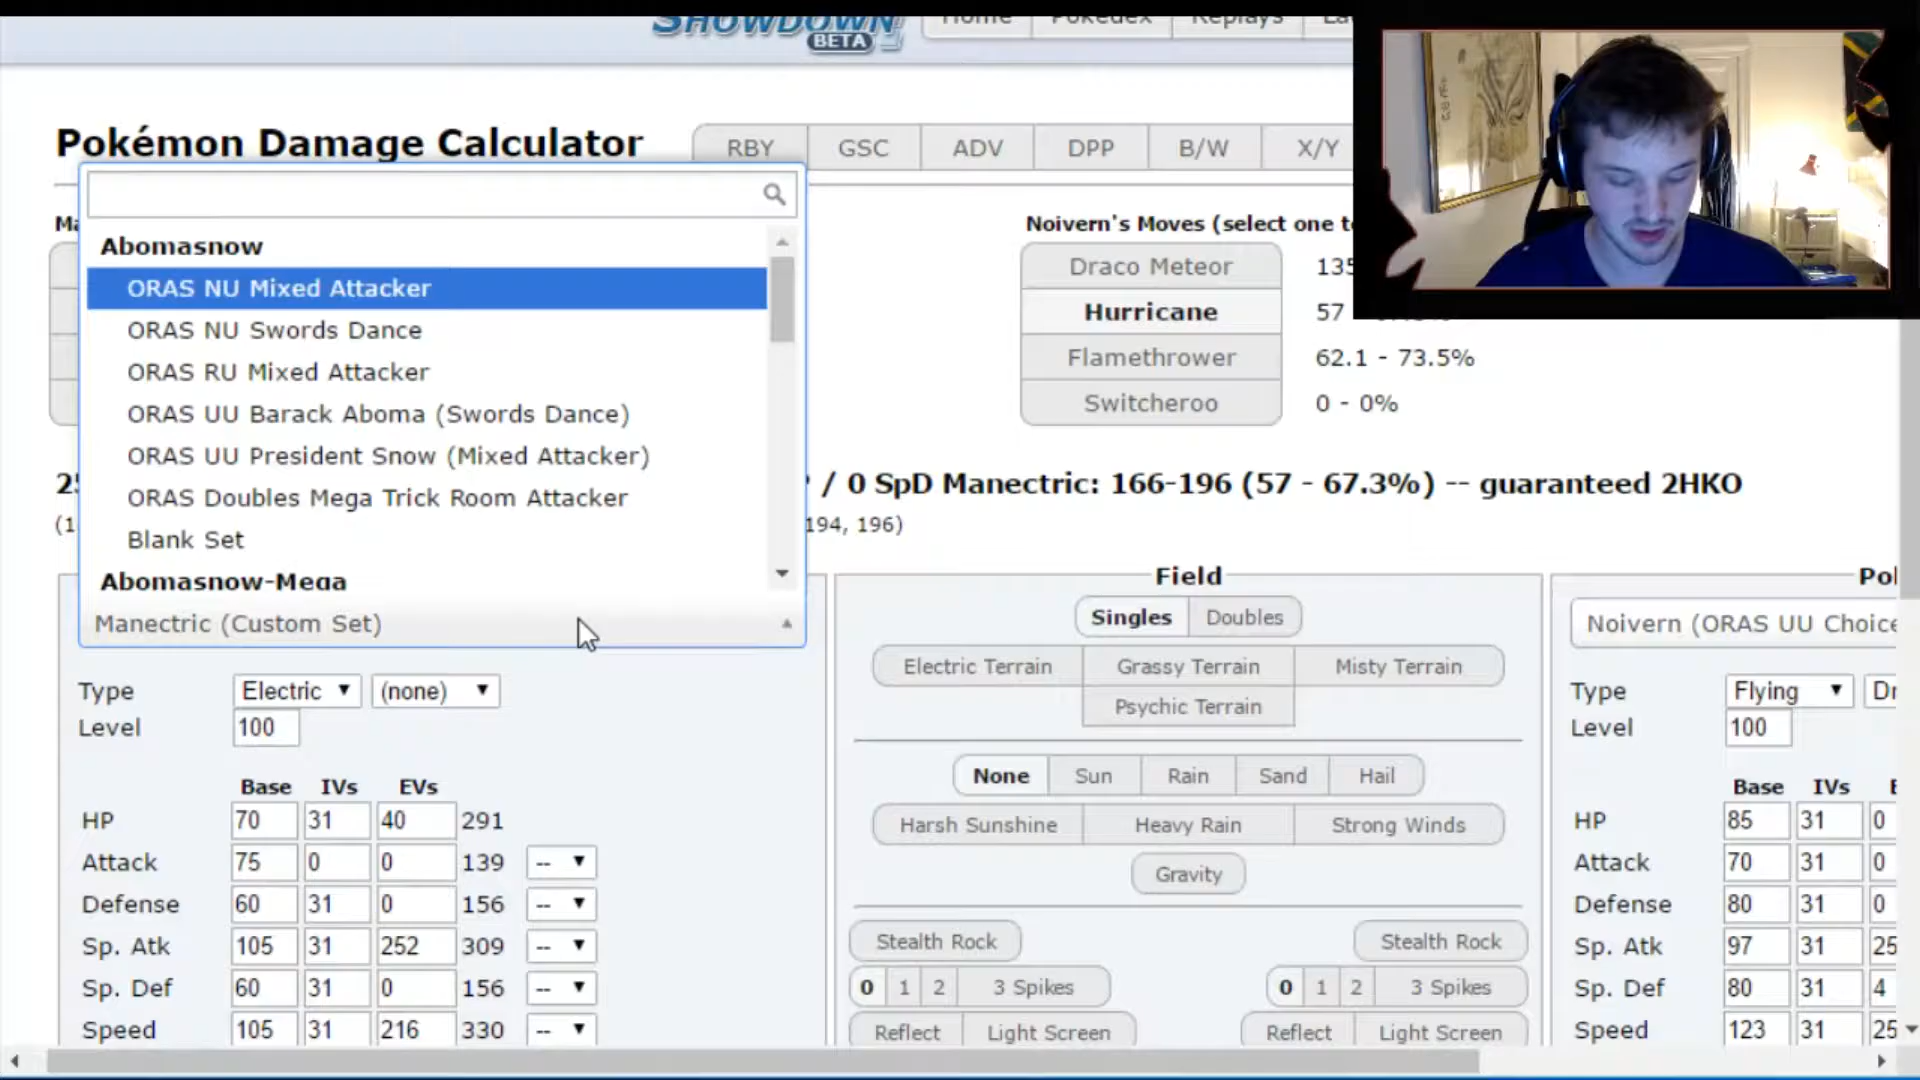 SHOWDOWN
BETA
Home
Pokédex
Replays
Pokémon Damage Calculator
RBY
GSC
ADV
DPP
B/W
X/Y
Noivern's Moves (select one to
Draco Meteor
135
Hurricane
57
Flamethrower
62.1 - 73.5%
Switcheroo
0 - 0%
Abomasnow
ORAS NU Mixed Attacker
ORAS NU Swords Dance
ORAS RU Mixed Attacker
ORAS UU Barack Aboma (Swords Dance)
ORAS UU President Snow (Mixed Attacker)
ORAS Doubles Mega Trick Room Attacker
Blank Set
Abomasnow-Mega
Manectric (Custom Set)
/ 0 SpD Manectric: 166-196 (57 - 67.3%) -- guaranteed 2HKO
194, 196)
Type Electric (none)
Level 100
Base IVs EVs
HP 70 31 40 291
Attack 75 0 0 139 --
Defense 60 31 0 156 --
Sp. Atk 105 31 252 309 --
Sp. Def 60 31 0 156 --
Speed 105 31 216 330 --
Field
Singles Doubles
Electric Terrain Grassy Terrain Misty Terrain
Psychic Terrain
None Sun Rain Sand Hail
Harsh Sunshine Heavy Rain Strong Winds
Gravity
Stealth Rock Stealth Rock
0 1 2 3 Spikes 0 1 2 3 Spikes
Reflect Light Screen Reflect Light Screen
Noivern (ORAS UU Choice
Type Flying
Level 100
Base IVs
HP 85 31 0
Attack 70 31 0
Defense 80 31 0
Sp. Atk 97 31 25
Sp. Def 80 31 4
Speed 123 31 25